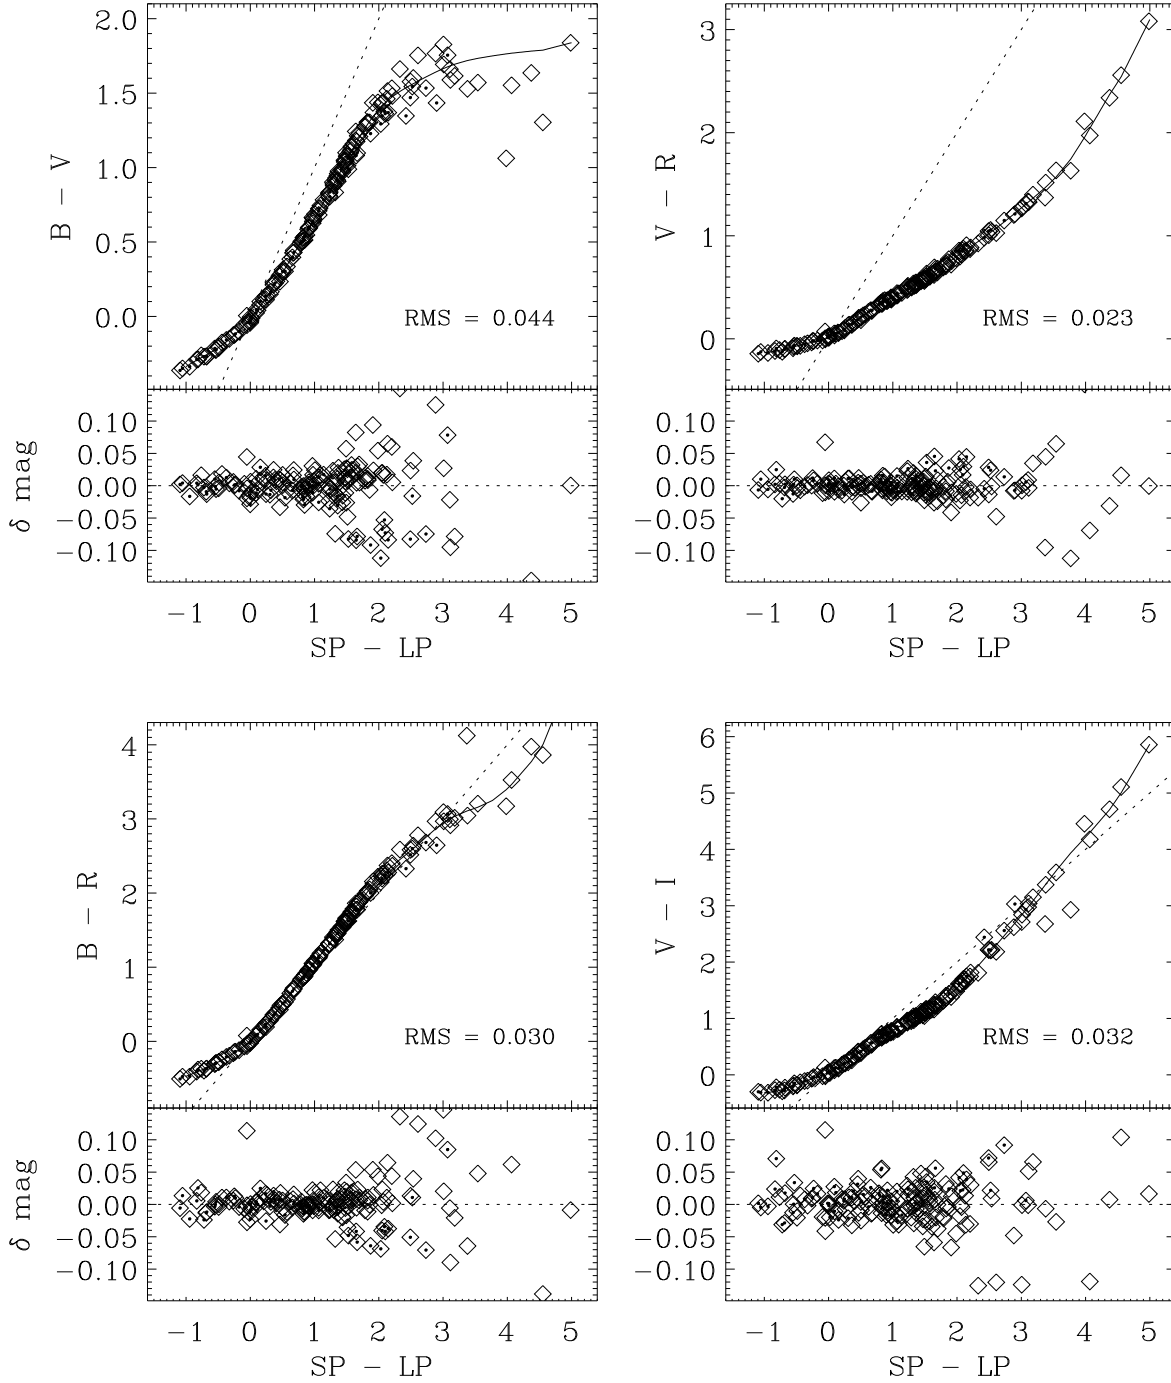 2.0
1.5
1.0
0.5
0.0
B - V
RMS = 0.044
0.10
0.05
0.00
-0.05
-0.10
δ mag
-1 0 1 2 3 4 5
SP - LP
3
2
1
0
V - R
RMS = 0.023
0.10
0.05
0.00
-0.05
-0.10
-1 0 1 2 3 4 5
SP - LP
4
3
2
1
0
B - R
RMS = 0.030
0.10
0.05
0.00
-0.05
-0.10
δ mag
-1 0 1 2 3 4 5
SP - LP
6
5
4
3
2
1
0
V - I
RMS = 0.032
0.10
0.05
0.00
-0.05
-0.10
-1 0 1 2 3 4 5
SP - LP